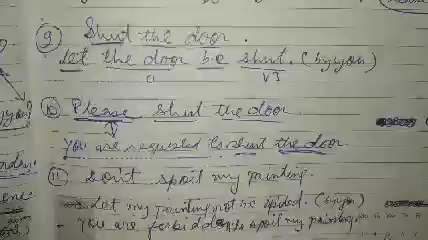 9) Shut the door.
Let the door be shut. (by you)
O V3
10) Please shut the door
You are requested to shut the door.
11) Don't spoil my painting.
Let my painting not be spoiled. (by you)
- You are forbidden to spoil my painting.